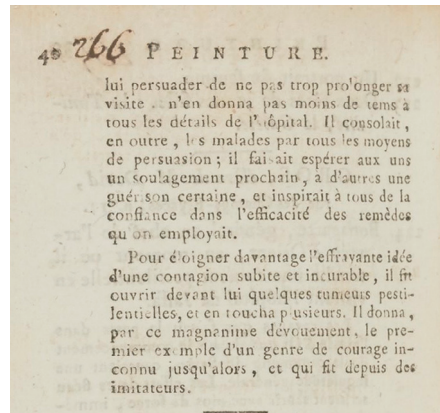 40 266 PEINTURE.
lui persuader de ne pas trop prolonger sa
visite.. n'en donna pas moins de tems à
tous les détails de l'hôpital. Il consolait,
en outre, les malades par tous les moyens
de persuasion; il faisait espérer aux uns
un soulagement prochain, à d'autres une
guérison certaine, et inspirait à tous de la
confiance dans l'efficacité des remèdes
qu'on employait.
Pour éloigner davantage l'effrayante idée
d'une contagion subite et incurable, il fit
ouvrir devant lui quelques tumeurs pesti-
lentielles, et en toucha plusieurs. Il donna,
par ce magnanime dévouement, le pre-
mier exemple d'un genre de courage in-
connu jusqu'alors, et qui fit depuis des
imitateurs.